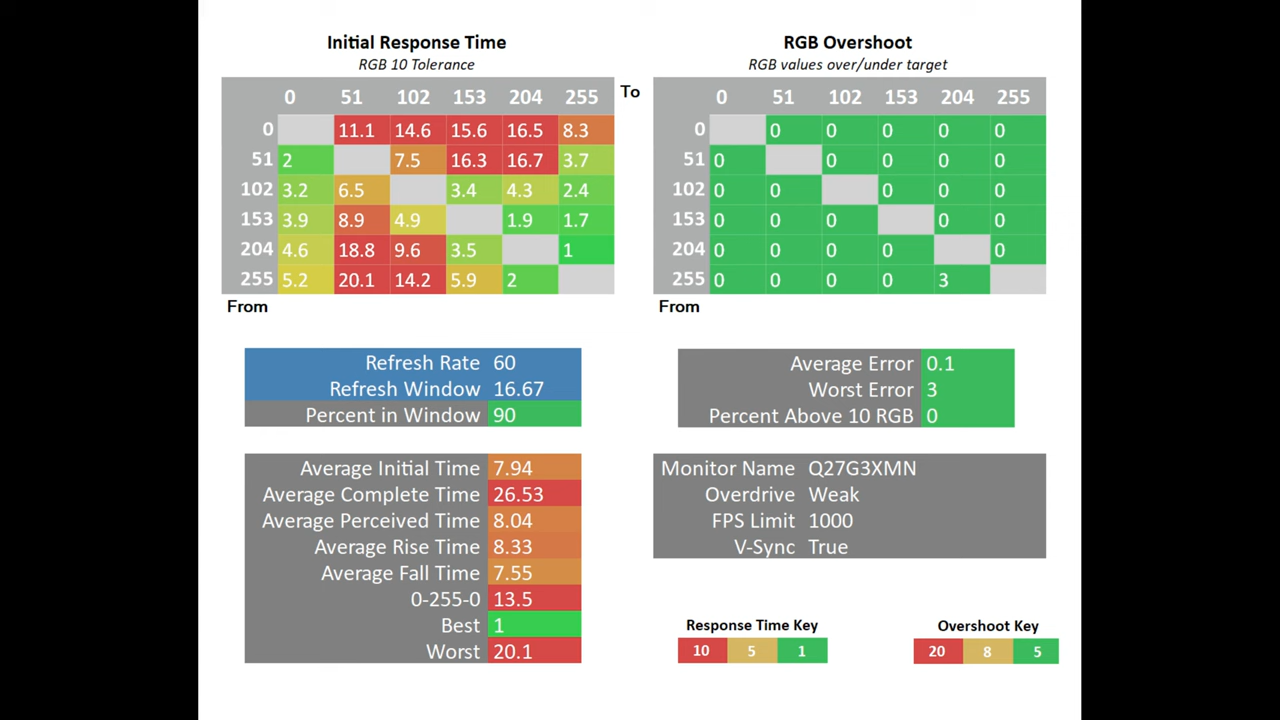 Initial Response Time
RGB 10 Tolerance
To
0 51 102 153 204 255
0 11.1 14.6 15.6 16.5 8.3
51 2 7.5 16.3 16.7 3.7
102 3.2 6.5 3.4 4.3 2.4
153 3.9 8.9 4.9 1.9 1.7
204 4.6 18.8 9.6 3.5 1
255 5.2 20.1 14.2 5.9 2
From
RGB Overshoot
RGB values over/under target
0 51 102 153 204 255
0 0 0 0 0 0
51 0 0 0 0 0
102 0 0 0 0 0
153 0 0 0 0 0
204 0 0 0 0 0
255 0 0 0 0 3
From
Refresh Rate 60
Refresh Window 16.67
Percent in Window 90
Average Error 0.1
Worst Error 3
Percent Above 10 RGB 0
Average Initial Time 7.94
Average Complete Time 26.53
Average Perceived Time 8.04
Average Rise Time 8.33
Average Fall Time 7.55
0-255-0 13.5
Best 1
Worst 20.1
Monitor Name Q27G3XMN
Overdrive Weak
FPS Limit 1000
V-Sync True
Response Time Key
10 5 1
Overshoot Key
20 8 5